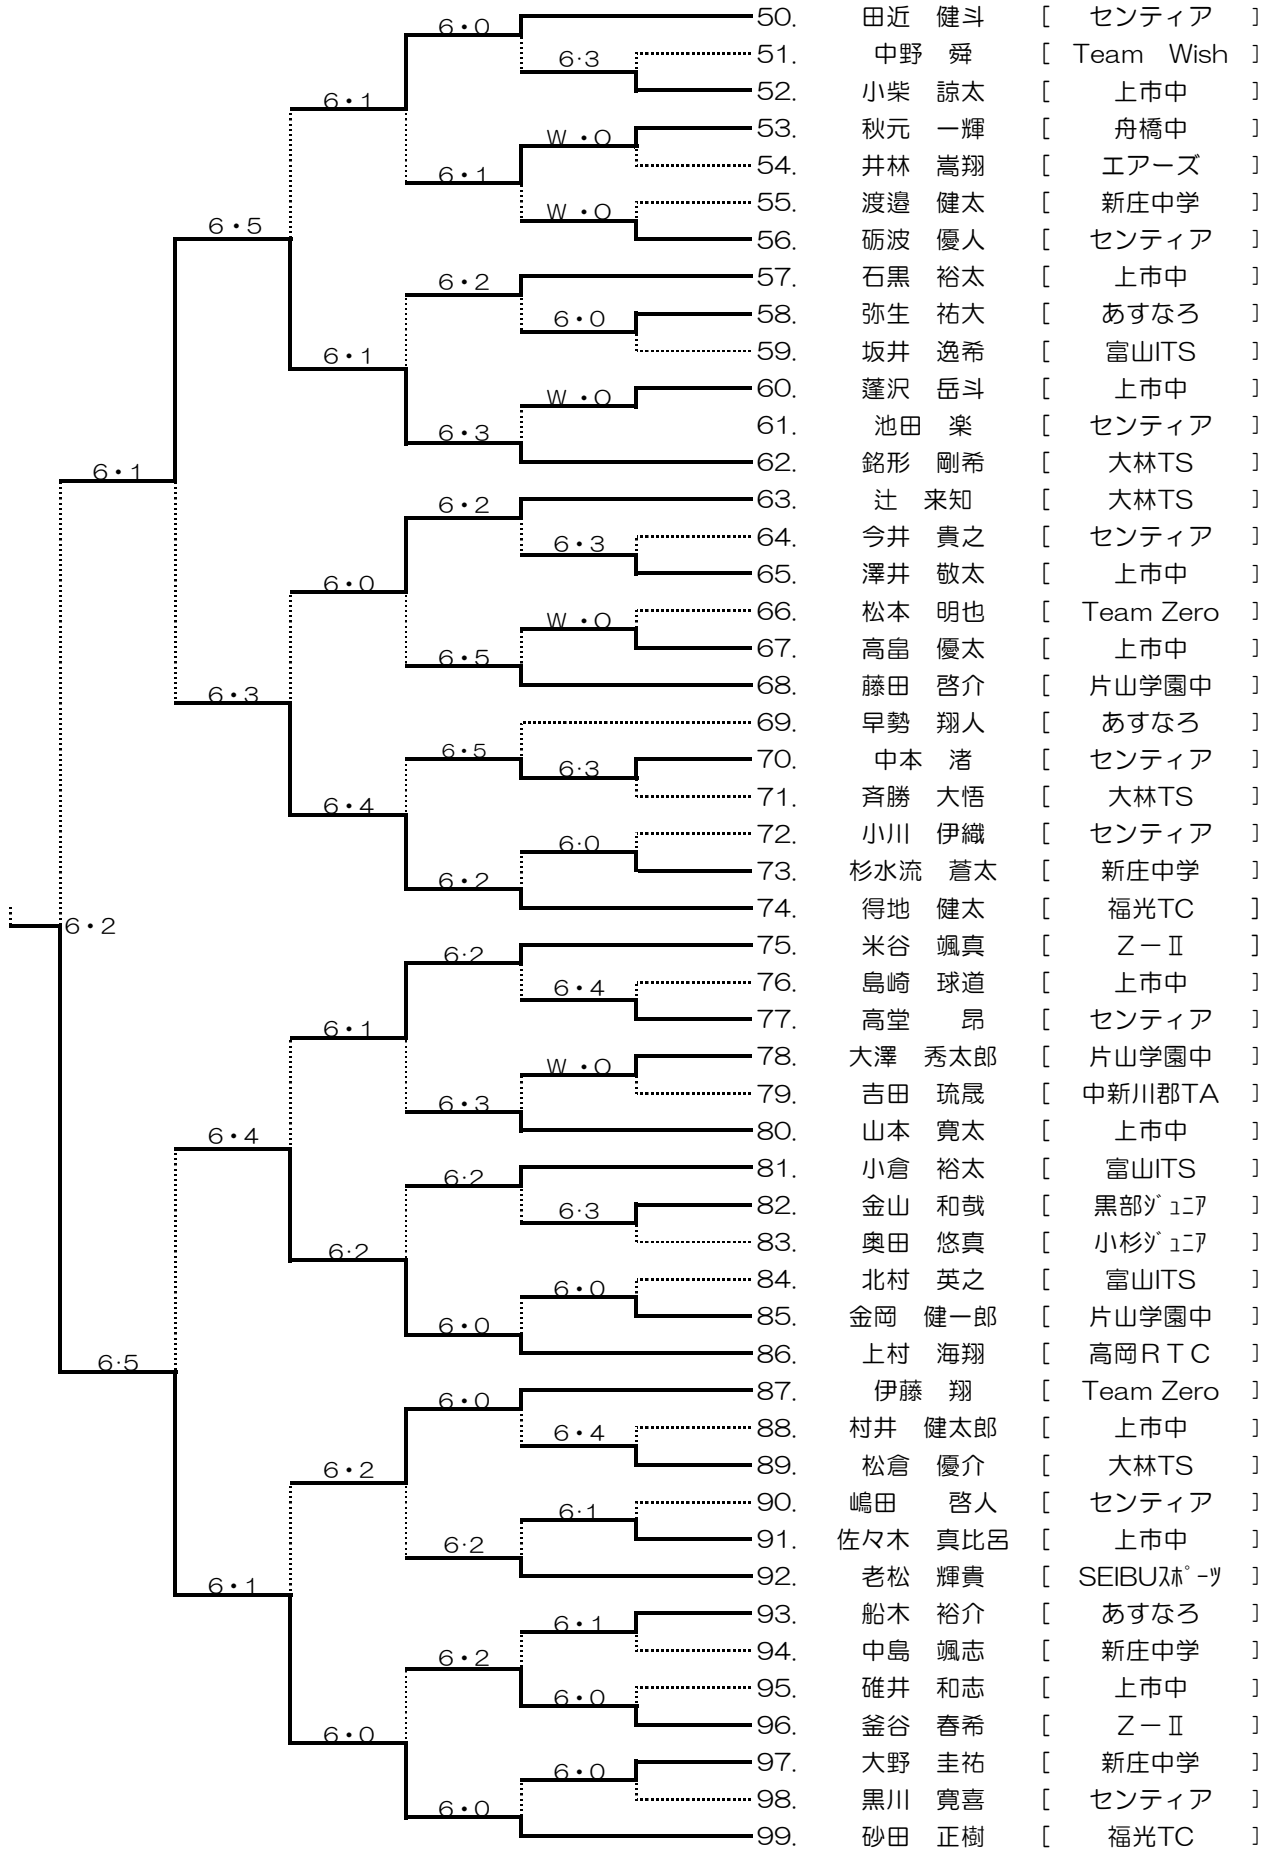 50. 田近 健斗 [ センティア ]
6・0
51. 中野 舜 [ Team Wish ]
6・3
52. 小柴 諒太 [ 上市中 ]
6・1
53. 秋元 一輝 [ 舟橋中 ]
W・O
54. 井林 嵩翔 [ エアーズ ]
6・1
55. 渡邉 健太 [ 新庄中学 ]
W・O
6・5
56. 砺波 優人 [ センティア ]
57. 石黒 裕太 [ 上市中 ]
6・2
58. 弥生 祐大 [ あすなろ ]
6・0
59. 坂井 逸希 [ 富山ITS ]
6・1
60. 蓬沢 岳斗 [ 上市中 ]
W・O
61. 池田 楽 [ センティア ]
6・3
62. 銘形 剛希 [ 大林TS ]
6・1
63. 辻 来知 [ 大林TS ]
6・2
64. 今井 貴之 [ センティア ]
6・3
65. 澤井 敬太 [ 上市中 ]
6・0
66. 松本 明也 [ Team Zero ]
W・O
67. 高畠 優太 [ 上市中 ]
6・5
68. 藤田 啓介 [ 片山学園中 ]
6・3
69. 早勢 翔人 [ あすなろ ]
6・5
70. 中本 渚 [ センティア ]
6・3
71. 斉勝 大悟 [ 大林TS ]
6・4
72. 小川 伊織 [ センティア ]
6・0
73. 杉水流 蒼太 [ 新庄中学 ]
6・2
74. 得地 健太 [ 福光TC ]
6・2
75. 米谷 颯真 [ Z－Ⅱ ]
6・2
76. 島崎 球道 [ 上市中 ]
6・4
77. 高堂 昂 [ センティア ]
6・1
78. 大澤 秀太郎 [ 片山学園中 ]
W・O
79. 吉田 琉晟 [ 中新川郡TA ]
6・3
80. 山本 寛太 [ 上市中 ]
6・4
81. 小倉 裕太 [ 富山ITS ]
6・2
82. 金山 和哉 [ 黒部ｼﾞｭﾆｱ ]
6・3
83. 奥田 悠真 [ 小杉ｼﾞｭﾆｱ ]
6・2
84. 北村 英之 [ 富山ITS ]
6・0
85. 金岡 健一郎 [ 片山学園中 ]
6・0
86. 上村 海翔 [ 高岡ＲＴＣ ]
6・5
87. 伊藤 翔 [ Team Zero ]
6・0
88. 村井 健太郎 [ 上市中 ]
6・4
89. 松倉 優介 [ 大林TS ]
6・2
90. 嶋田 啓人 [ センティア ]
6・1
91. 佐々木 真比呂 [ 上市中 ]
6・2
92. 老松 輝貴 [ SEIBUｽﾎﾟｰﾂ ]
6・1
93. 船木 裕介 [ あすなろ ]
6・1
94. 中島 颯志 [ 新庄中学 ]
6・2
95. 碓井 和志 [ 上市中 ]
6・0
96. 釜谷 春希 [ Z－Ⅱ ]
6・0
97. 大野 圭祐 [ 新庄中学 ]
6・0
98. 黒川 寛喜 [ センティア ]
6・0
99. 砂田 正樹 [ 福光TC ]